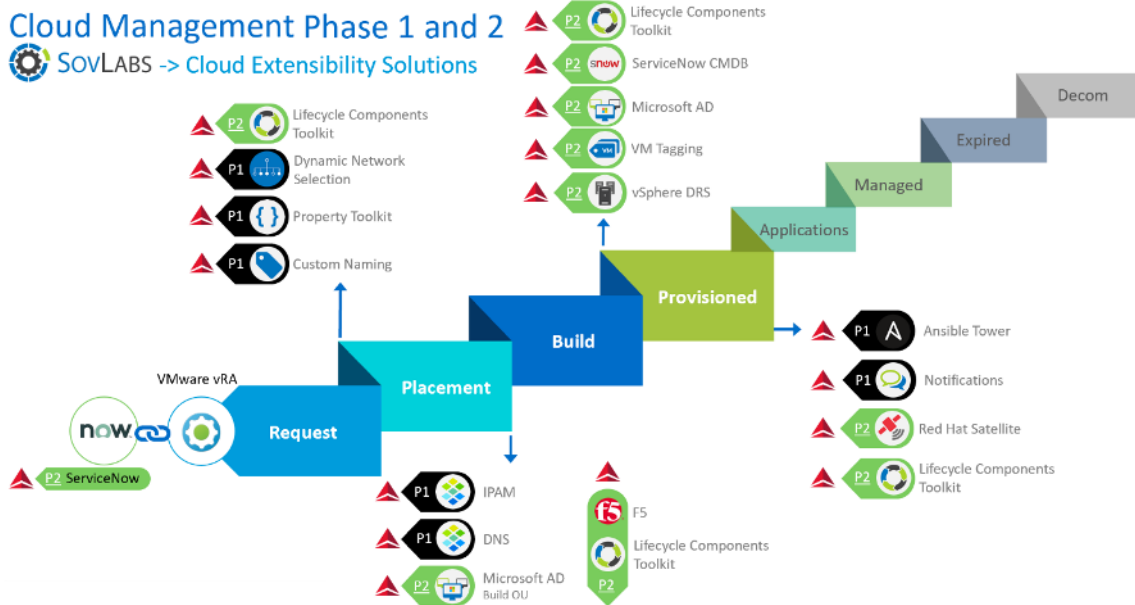 Cloud Management Phase 1 and 2
SOVLABS -> Cloud Extensibility Solutions
P2 Lifecycle Components
Toolkit
P1 Dynamic Network
Selection
P1 { } Property Toolkit
P1 Custom Naming
P2 Lifecycle Components
Toolkit
P2 snow ServiceNow CMDB
P2 Microsoft AD
P2 VM VM Tagging
P2 vSphere DRS
Decom
Expired
Managed
Applications
Provisioned
Build
Placement
Request
VMware vRA
now
P2 ServiceNow
P1 IPAM
P1 DNS
P2 Microsoft AD
Build OU
f5 F5
Lifecycle Components
Toolkit
P2
P1 Ansible Tower
P1 Notifications
P2 Red Hat Satellite
P2 Lifecycle Components
Toolkit